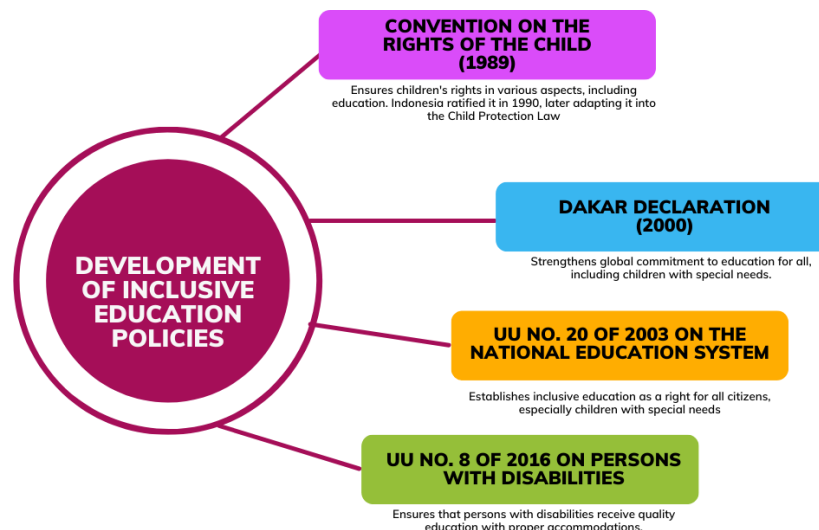 CONVENTION ON THE
RIGHTS OF THE CHILD
(1989)
Ensures children's rights in various aspects, including
education. Indonesia ratified it in 1990, later adapting it into
the Child Protection Law
DAKAR DECLARATION
(2000)
Strengthens global commitment to education for all,
including children with special needs.
DEVELOPMENT
OF INCLUSIVE
EDUCATION
POLICIES
UU NO. 20 OF 2003 ON THE
NATIONAL EDUCATION SYSTEM
Establishes inclusive education as a right for all citizens,
especially children with special needs
UU NO. 8 OF 2016 ON PERSONS
WITH DISABILITIES
Ensures that persons with disabilities receive quality
education with proper accommodations.